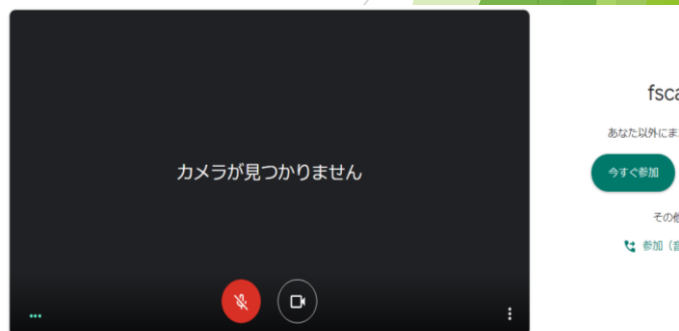 カメラが見つかりません
fsca
あなた以外にま
今すぐ参加
その他
参加（音